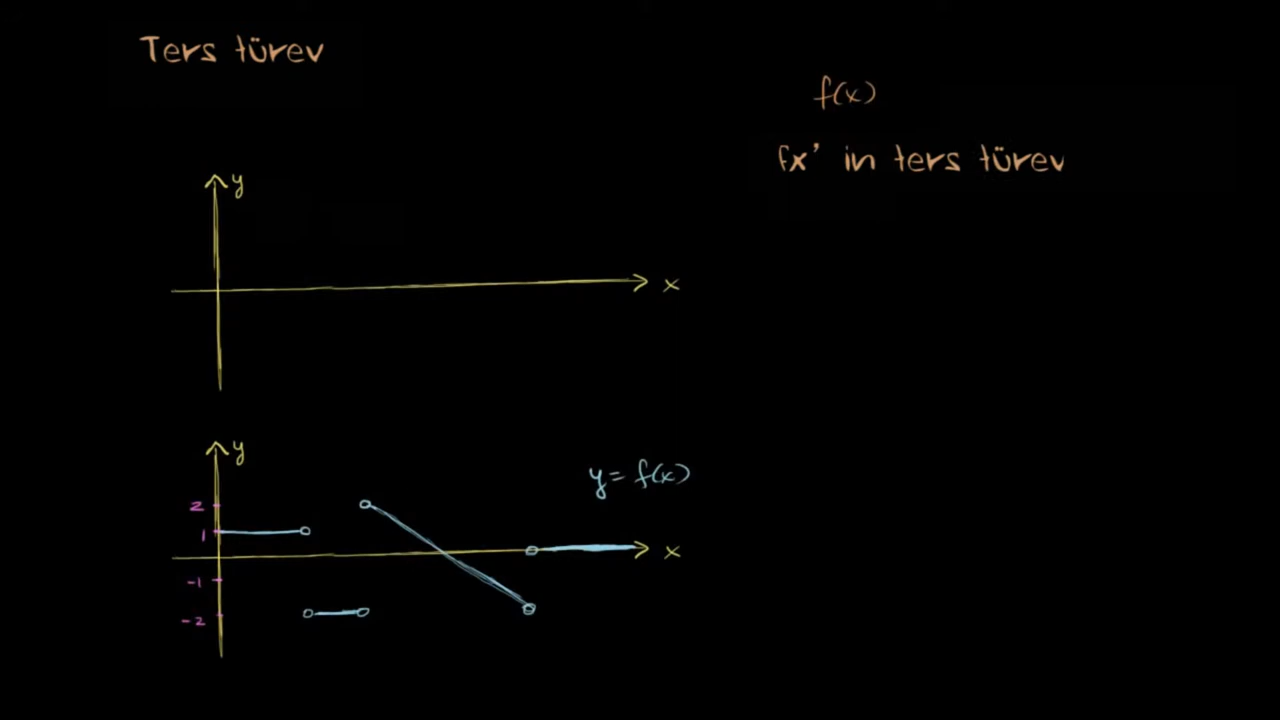 Ters türev
f(x)
fx' in ters türev
y
x
y
y = f(x)
2
1
x
-1
-2